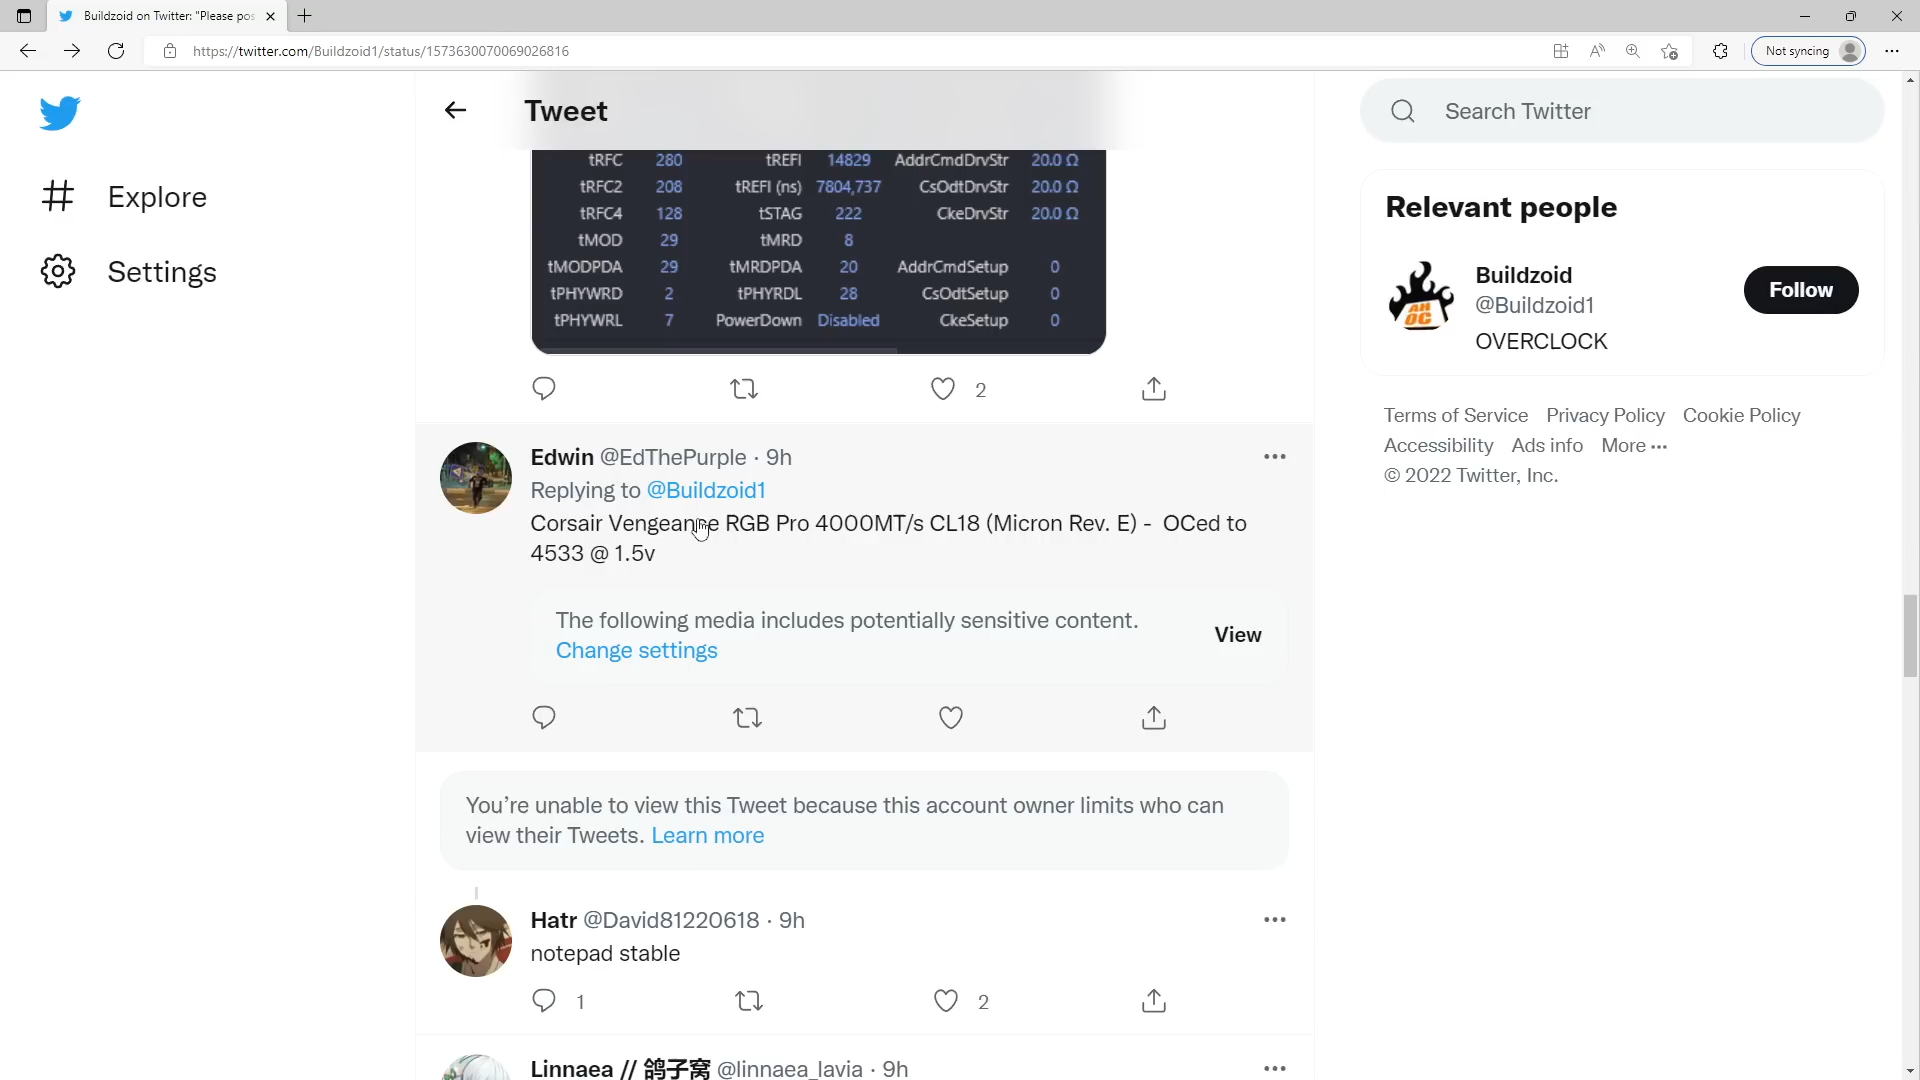 Buildzoid on Twitter: "Please pos
https://twitter.com/Buildzoid1/status/1573630070069026816
Not syncing
Explore
Settings
Tweet
tRFC 280 tREFI 14829 AddrCmdDrvStr 20.0 Ω
tRFC2 208 tREFI (ns) 7804,737 CsOdtDrvStr 20.0 Ω
tRFC4 128 tSTAG 222 CkeDrvStr 20.0 Ω
tMOD 29 tMRD 8
tMODPDA 29 tMRDPDA 20 AddrCmdSetup 0
tPHYWRD 2 tPHYRDL 28 CsOdtSetup 0
tPHYWRL 7 PowerDown Disabled CkeSetup 0
2
Edwin @EdThePurple · 9h
Replying to @Buildzoid1
Corsair Vengeance RGB Pro 4000MT/s CL18 (Micron Rev. E) - OCed to
4533 @ 1.5v
The following media includes potentially sensitive content.
Change settings
View
You're unable to view this Tweet because this account owner limits who can
view their Tweets. Learn more
Hatr @David81220618 · 9h
notepad stable
1 2
Linnaea // 鸽子窝 @linnaea_lavia · 9h
Search Twitter
Relevant people
Buildzoid
@Buildzoid1
Follow
AH
OC
OVERCLOCK
Terms of Service Privacy Policy Cookie Policy
Accessibility Ads info More ···
© 2022 Twitter, Inc.